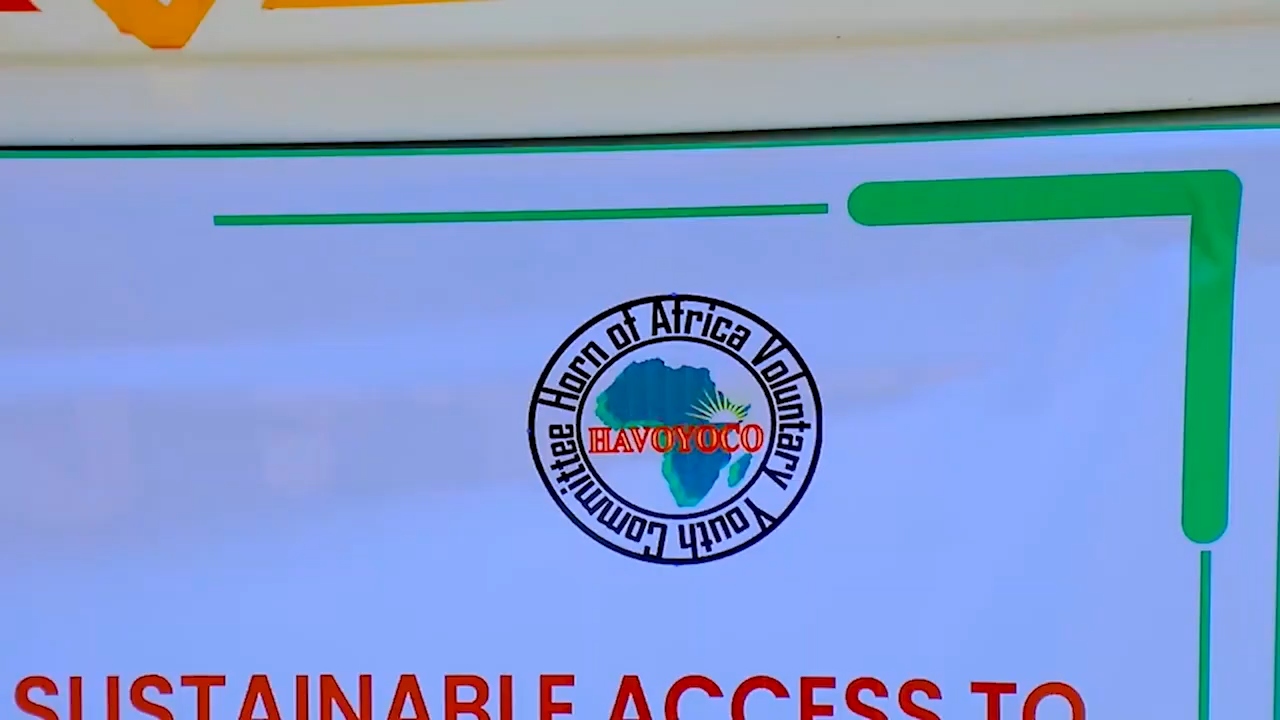 Horn of Africa Voluntary Youth Committee
HAVOYOCO
SUSTAINABLE ACCESS TO